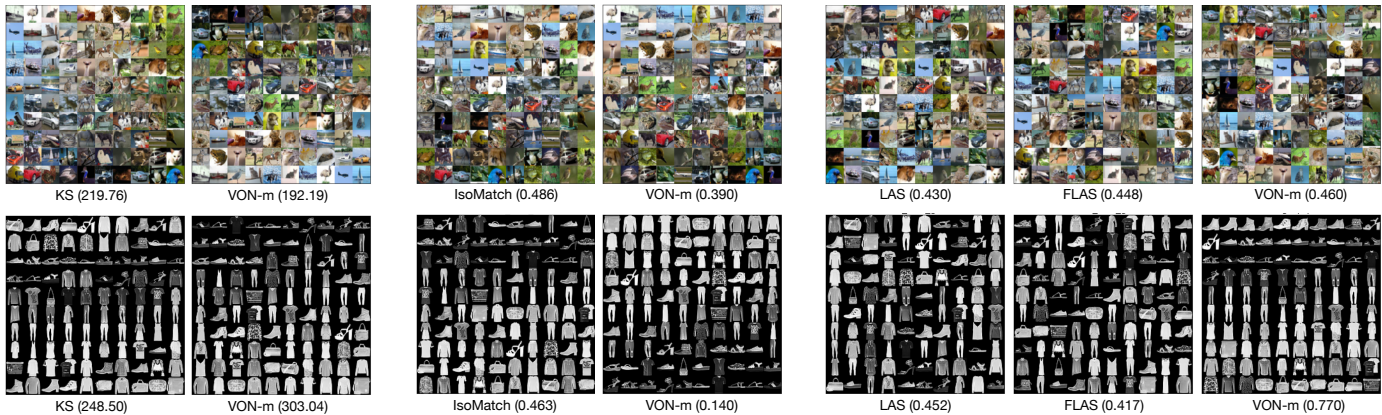 KS (219.76) VON-m (192.19) IsoMatch (0.486) VON-m (0.390) LAS (0.430) FLAS (0.448) VON-m (0.460)
KS (248.50) VON-m (303.04) IsoMatch (0.463) VON-m (0.140) LAS (0.452) FLAS (0.417) VON-m (0.770)